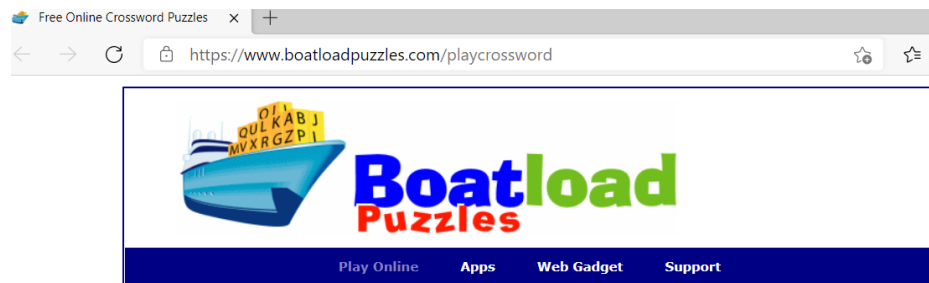 Free Online Crossword Puzzles
https://www.boatloadpuzzles.com/playcrossword
O I
QULKABJ
MVXRGZPI
Boatload
Puzzles
Play Online Apps Web Gadget Support